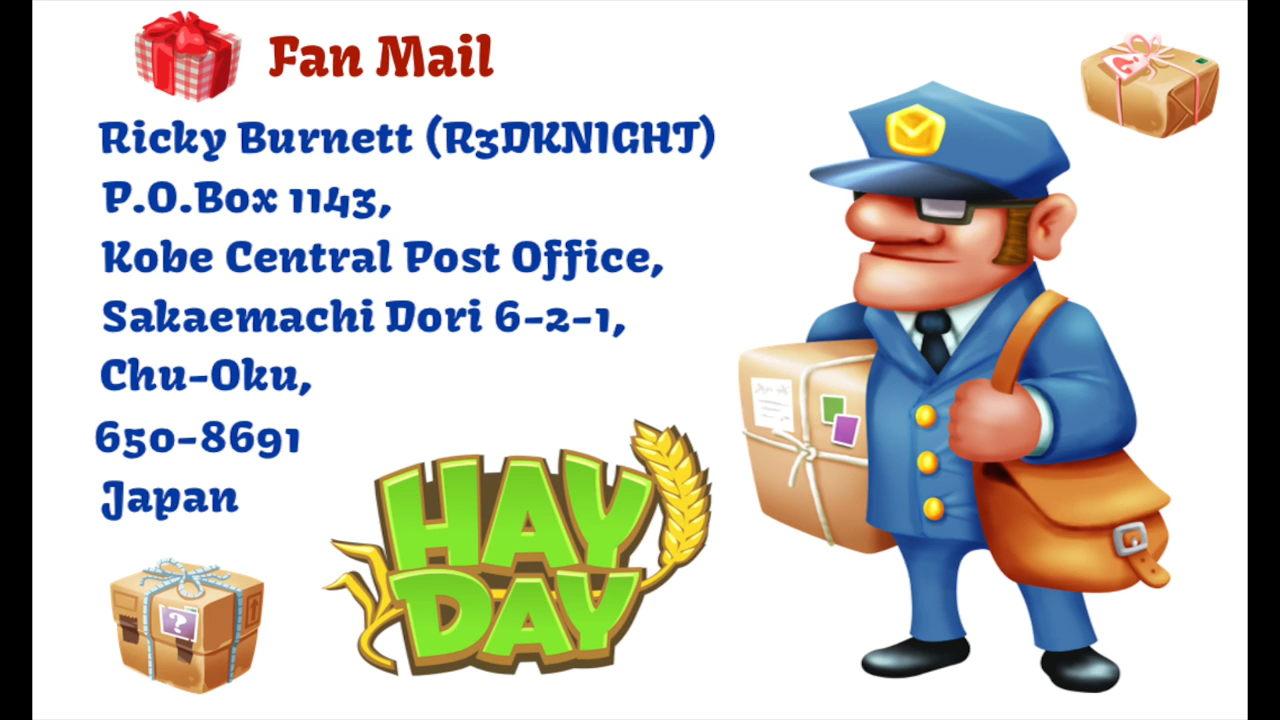 Fan Mail
Ricky Burnett (R3DKNIGHT)
P.O.Box 1143,
Kobe Central Post Office,
Sakaemachi Dori 6-2-1,
Chu-Oku,
650-8691
Japan
HAY
DAY
?